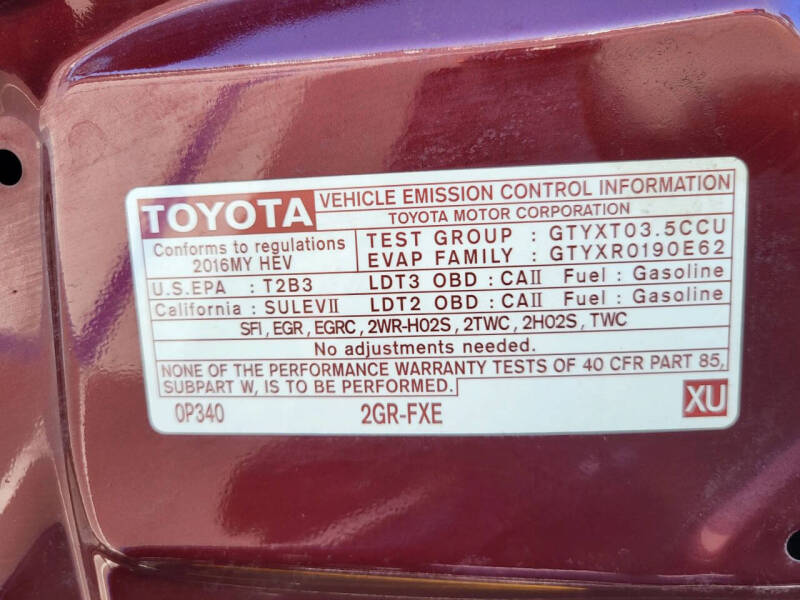 TOYOTA VEHICLE EMISSION CONTROL INFORMATION
TOYOTA MOTOR CORPORATION
Conforms to regulations
2016MY HEV
TEST GROUP : GTYXT03.5CCU
EVAP FAMILY : GTYXR0190E62
U.S.EPA : T2B3 LDT3 OBD : CAII Fuel : Gasoline
California : SULEVII LDT2 OBD : CAII Fuel : Gasoline
SFI, EGR, EGRC, 2WR-HO2S, 2TWC, 2HO2S, TWC
No adjustments needed.
NONE OF THE PERFORMANCE WARRANTY TESTS OF 40 CFR PART 85,
SUBPART W, IS TO BE PERFORMED.
0P340 2GR-FXE XU